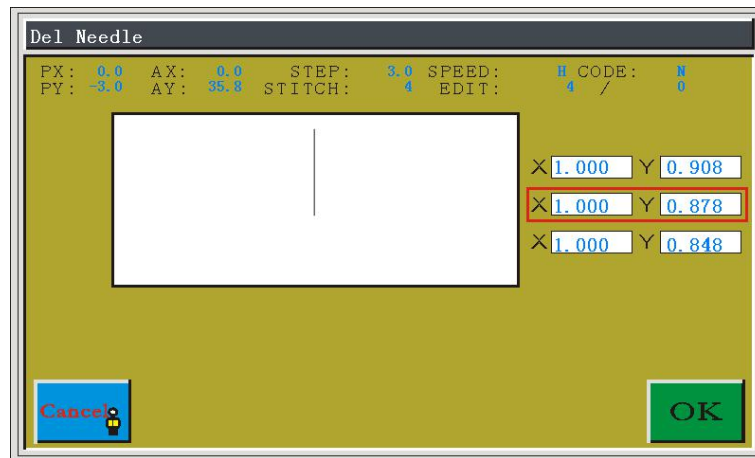 Del Needle
PX: 0.0 AX: 0.0 STEP: 3.0 SPEED: H CODE: N
PY: -3.0 AY: 35.8 STITCH: 4 EDIT: 4 / 0
X 1.000 Y 0.908
X 1.000 Y 0.878
X 1.000 Y 0.848
Cancel OK